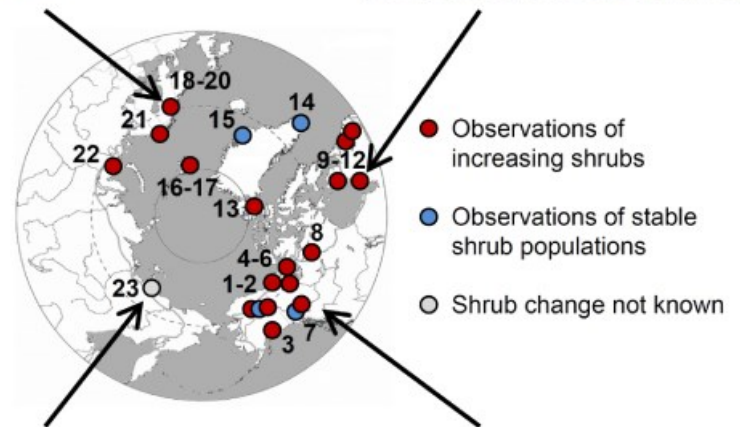 18-20
14
21
15
22
9-12
16-17
13
8
4-6
1-2
23
7
3
Observations of
increasing shrubs
Observations of stable
shrub populations
Shrub change not known